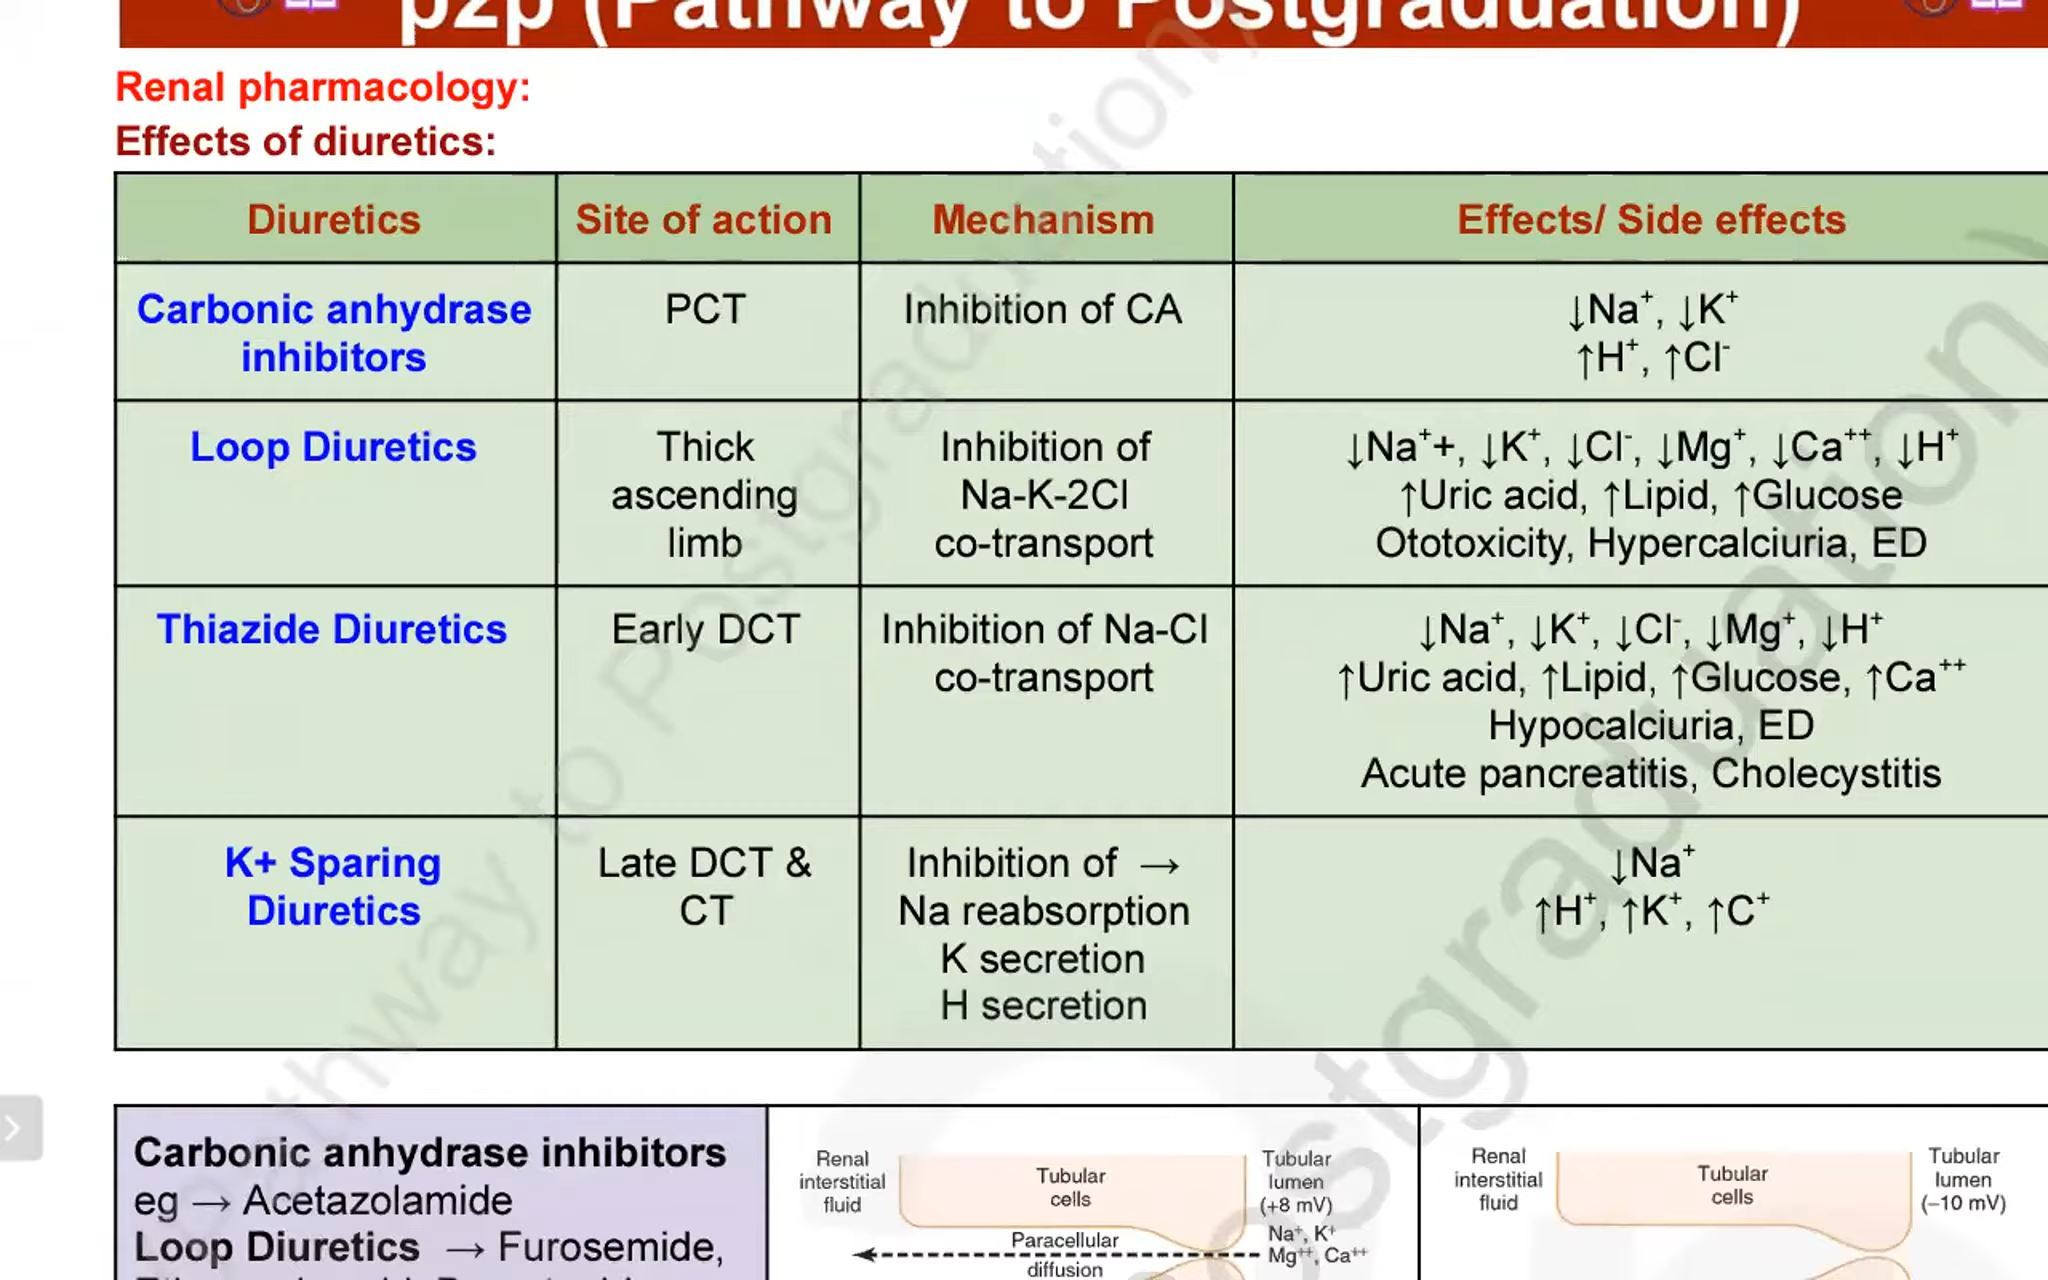 p2p (Pathway to Postgraduation)
Renal pharmacology:
Effects of diuretics:
Diuretics
Site of action
Mechanism
Effects/ Side effects
Carbonic anhydrase
inhibitors
PCT
Inhibition of CA
↓Na⁺, ↓K⁺
↑H⁺, ↑Cl⁻
Loop Diuretics
Thick
ascending
limb
Inhibition of
Na-K-2Cl
co-transport
↓Na⁺+, ↓K⁺, ↓Cl⁻, ↓Mg⁺, ↓Ca⁺⁺, ↓H⁺
↑Uric acid, ↑Lipid, ↑Glucose
Ototoxicity, Hypercalciuria, ED
Thiazide Diuretics
Early DCT
Inhibition of Na-Cl
co-transport
↓Na⁺, ↓K⁺, ↓Cl⁻, ↓Mg⁺, ↓H⁺
↑Uric acid, ↑Lipid, ↑Glucose, ↑Ca⁺⁺
Hypocalciuria, ED
Acute pancreatitis, Cholecystitis
K+ Sparing
Diuretics
Late DCT &
CT
Inhibition of →
Na reabsorption
K secretion
H secretion
↓Na⁺
↑H⁺, ↑K⁺, ↑C⁺
Carbonic anhydrase inhibitors
eg → Acetazolamide
Loop Diuretics → Furosemide,
Renal
interstitial
fluid
Tubular
cells
Tubular
lumen
(+8 mV)
Na⁺, K⁺
Mg⁺⁺, Ca⁺⁺
Paracellular
diffusion
Renal
interstitial
fluid
Tubular
cells
Tubular
lumen
(–10 mV)